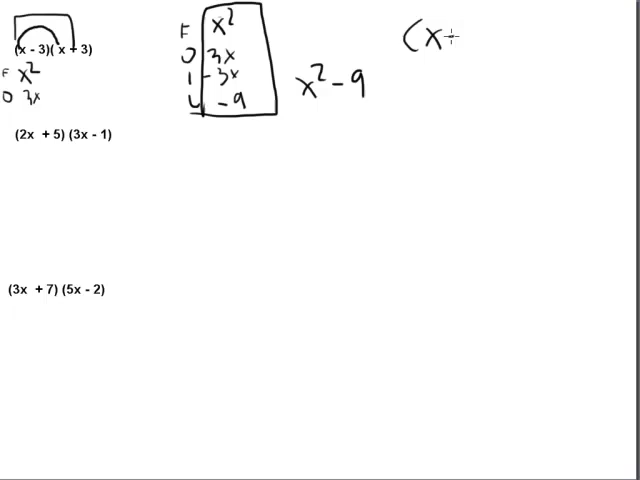 (x - 3)( x + 3)
F x²
O 3x
F x²
O 3x
I -3x
L -9
x² - 9
(x
(2x + 5) (3x - 1)
(3x + 7) (5x - 2)